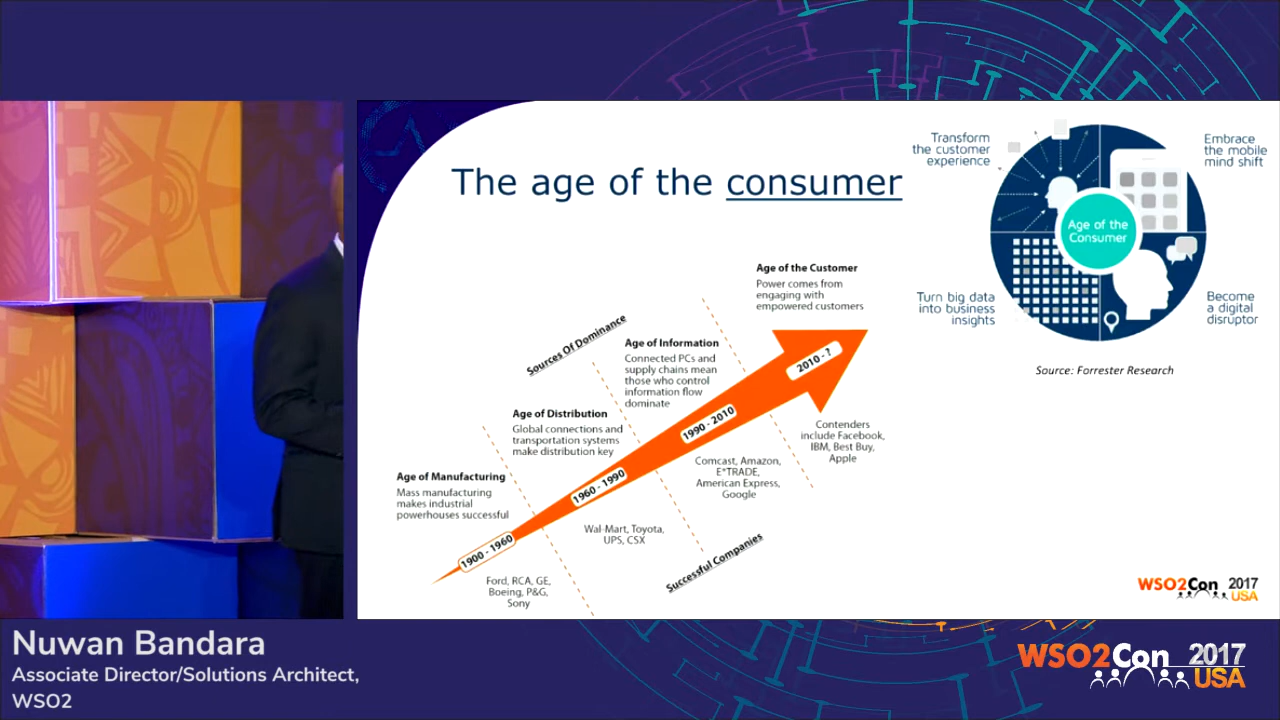 The age of the consumer
Transform
the customer
experience
Embrace
the mobile
mind shift
Age of the
Consumer
Turn big data
into business
insights
Become
a digital
disruptor
Source: Forrester Research
Sources Of Dominance
Age of the Customer
Power comes from
engaging with
empowered customers
Age of Information
Connected PCs and
supply chains mean
those who control
information flow
dominate
Age of Distribution
Global connections and
transportation systems
make distribution key
Age of Manufacturing
Mass manufacturing
makes industrial
powerhouses successful
1900 - 1960
1960 - 1990
1990 - 2010
2010 - ?
Ford, RCA, GE,
Boeing, P&G,
Sony
Wal-Mart, Toyota,
UPS, CSX
Comcast, Amazon,
E*TRADE,
American Express,
Google
Contenders
include Facebook,
IBM, Best Buy,
Apple
Successful Companies
WSO2Con 2017
USA
Nuwan Bandara
Associate Director/Solutions Architect,
WSO2
WSO2Con 2017
USA